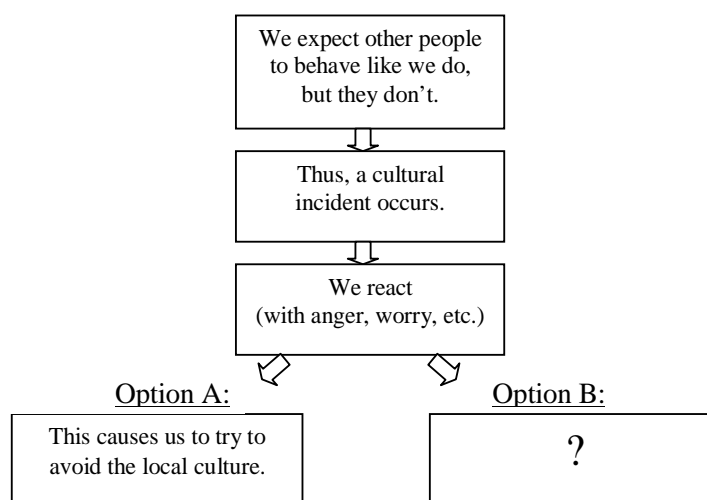 We expect other people
to behave like we do,
but they don't.
Thus, a cultural
incident occurs.
We react
(with anger, worry, etc.)
Option A:
This causes us to try to
avoid the local culture.
Option B:
?